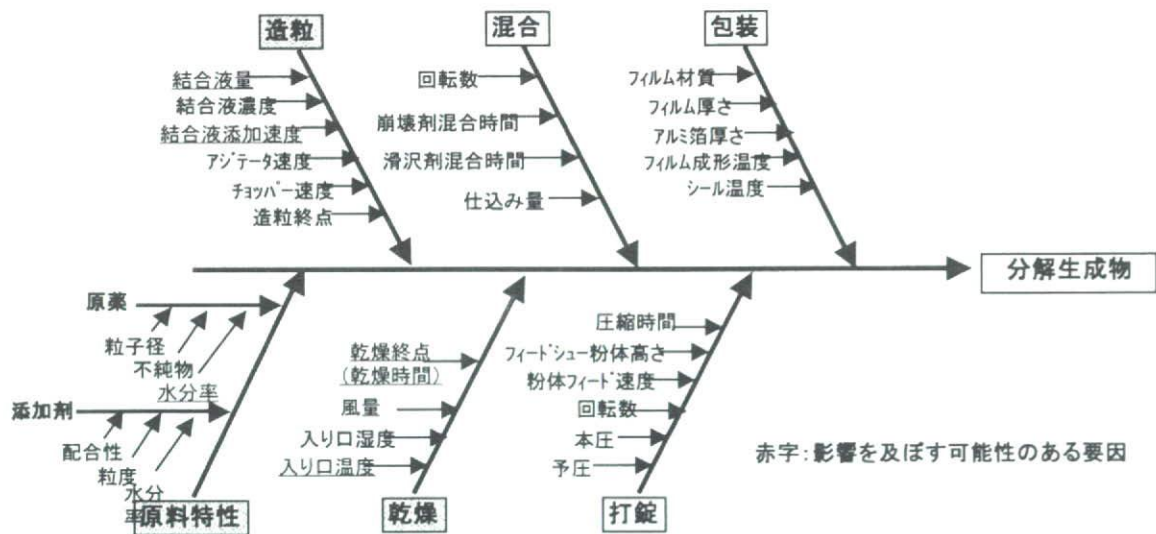 造粒
結合液量
結合液濃度
結合液添加速度
アジテータ速度
チョッパー速度
造粒終点
混合
回転数
崩壊剤混合時間
滑沢剤混合時間
仕込み量
包装
フィルム材質
フィルム厚さ
アルミ箔厚さ
フィルム成形温度
シール温度
分解生成物
原薬
粒子径
不純物
水分率
添加剤
配合性
粒度
水分
率
原料特性
乾燥終点
(乾燥時間)
風量
入り口湿度
入り口温度
乾燥
圧縮時間
フィードシュー粉体高さ
粉体フィード速度
回転数
本圧
予圧
打錠
赤字:影響を及ぼす可能性のある要因